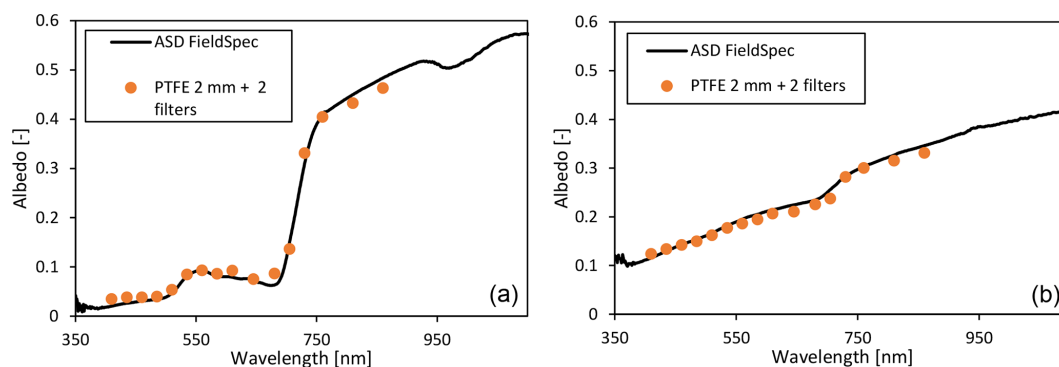 0.6
0.5
0.4
0.3
0.2
0.1
0
Albedo [-]
ASD FieldSpec
PTFE 2 mm + 2
filters
(a)
350
550
750
950
Wavelength [nm]
0.6
0.5
0.4
0.3
0.2
0.1
0
Albedo [-]
ASD FieldSpec
PTFE 2 mm + 2 filters
(b)
350
550
750
950
Wavelength [nm]